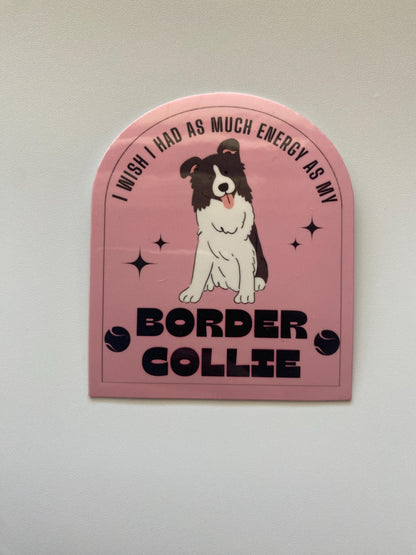 I WISH I HAD AS MUCH ENERGY AS MY
BORDER
COLLIE